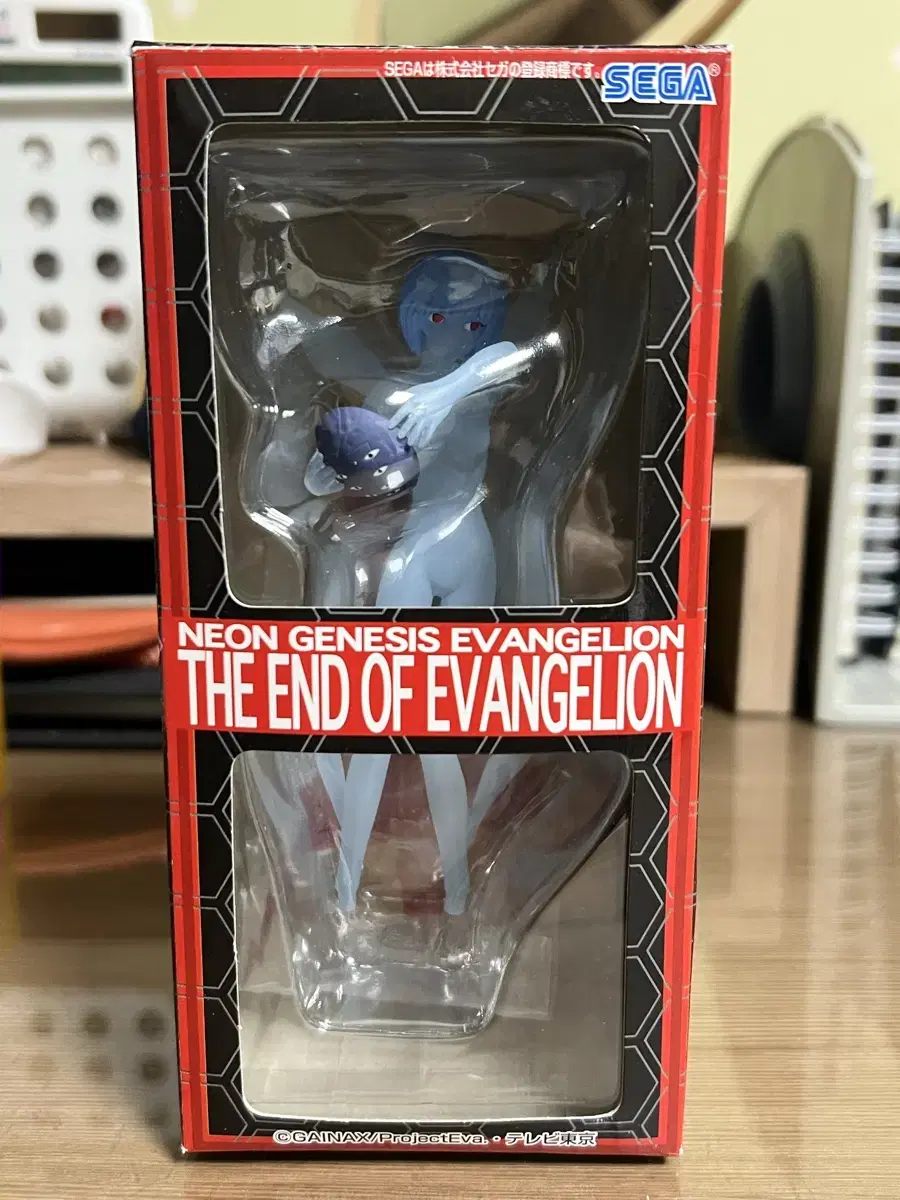 SEGAは株式会社セガの登録商標です。 SEGA®
NEON GENESIS EVANGELION
THE END OF EVANGELION
©GAINAX/ProjectEva.・テレビ東京